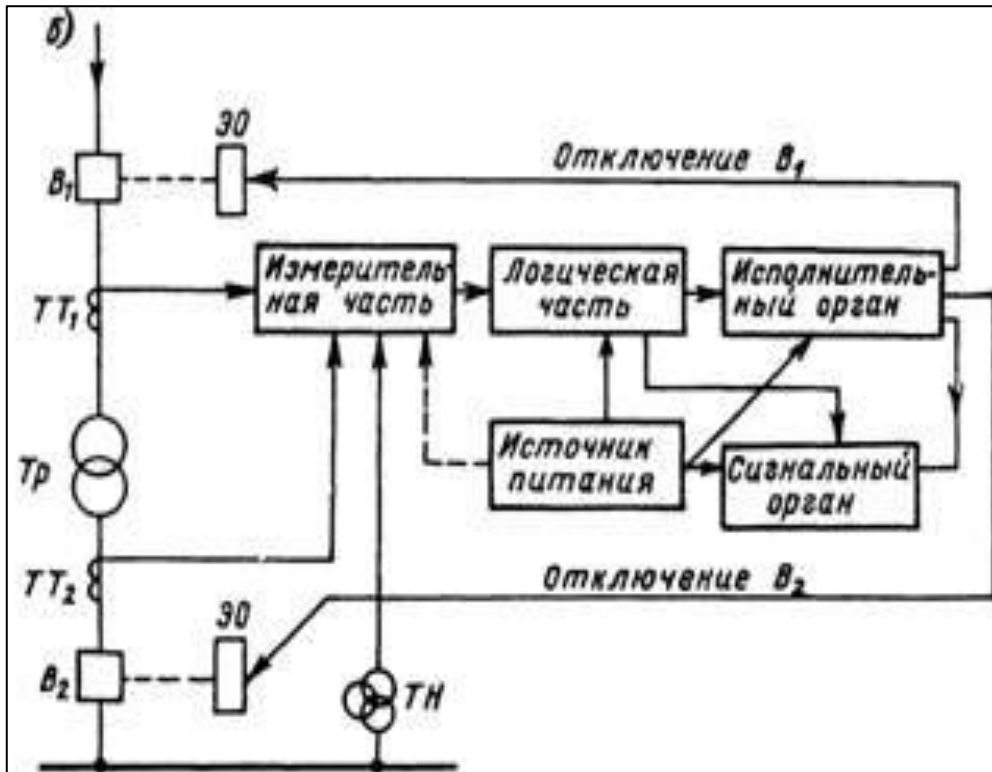 б)
ЭО
Отключение В₁
В₁
Измеритель-
ная часть
Логическая
часть
Исполнитель-
ный орган
ТТ₁
Тр
Источник
питания
Сигнальный
орган
ТТ₂
Отключение В₂
ЭО
В₂
ТН